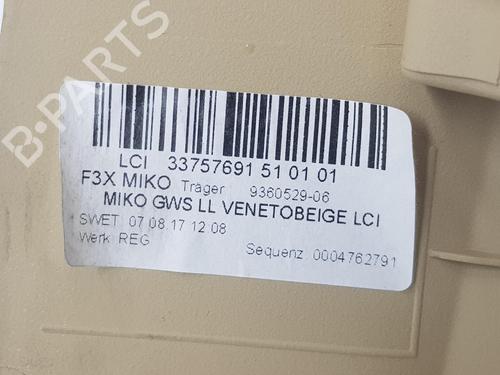 B-PARTS
LCI 33757691 51 01 01
F3X MIKO Träger 9360529-06
MIKO GWS LL VENETOBEIGE LCI
SWET 07 08 17 12 08
Werk REG
Sequenz 0004762791